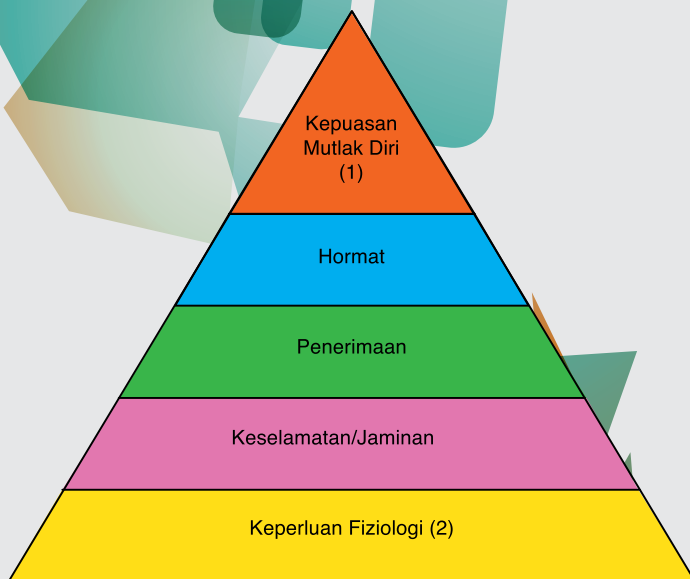 Kepuasan
Mutlak Diri
(1)
Hormat
Penerimaan
Keselamatan/Jaminan
Keperluan Fiziologi (2)